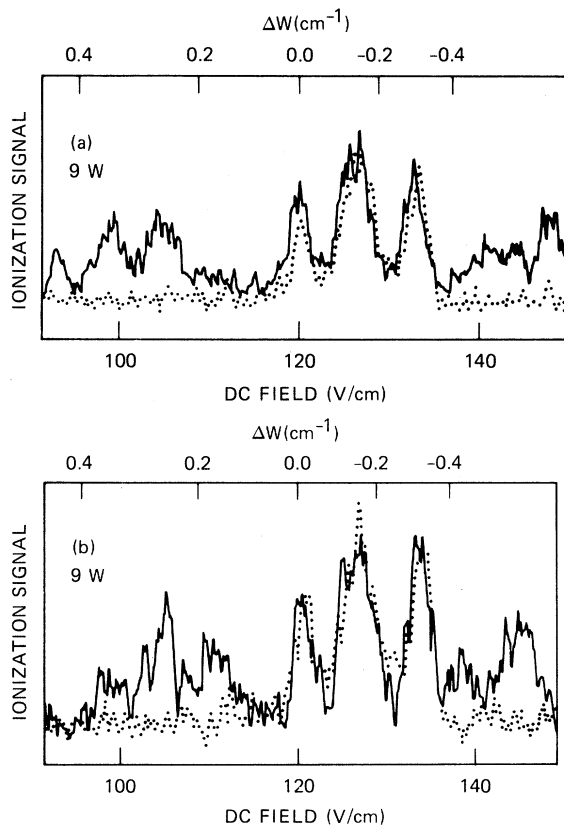 ΔW(cm⁻¹)
0.4 0.2 0.0 –0.2 –0.4
IONIZATION SIGNAL
(a)
9 W
100 120 140
DC FIELD (V/cm)
ΔW(cm⁻¹)
0.4 0.2 0.0 –0.2 –0.4
IONIZATION SIGNAL
(b)
9 W
100 120 140
DC FIELD (V/cm)